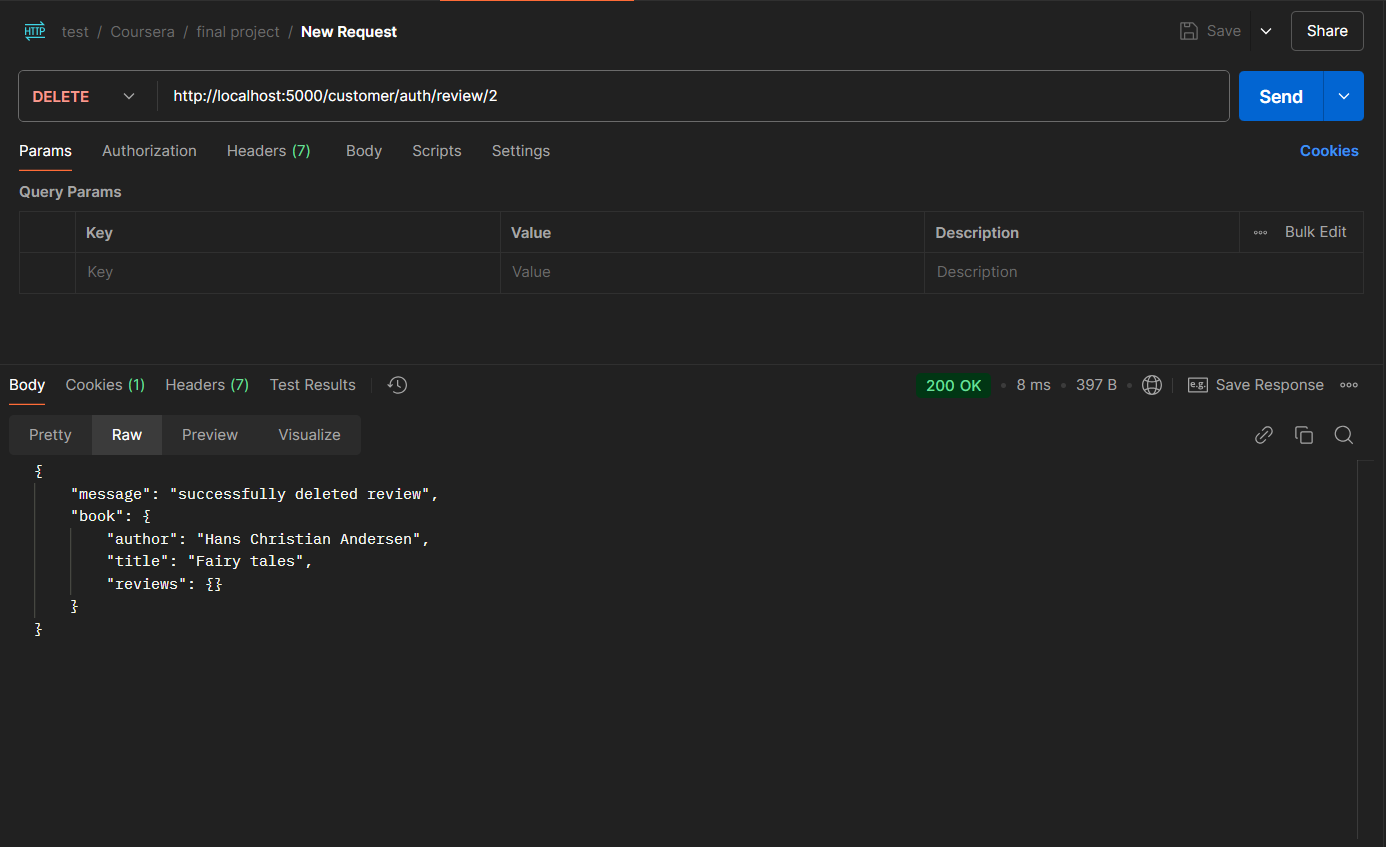 HTTP test / Coursera / final project / New Request Save Share
DELETE http://localhost:5000/customer/auth/review/2 Send
Params Authorization Headers (7) Body Scripts Settings Cookies
Query Params
Key Value Description Bulk Edit
Key Value Description
Body Cookies (1) Headers (7) Test Results 200 OK 8 ms 397 B e.g. Save Response
Pretty Raw Preview Visualize
{
"message": "successfully deleted review",
"book": {
"author": "Hans Christian Andersen",
"title": "Fairy tales",
"reviews": {}
}
}